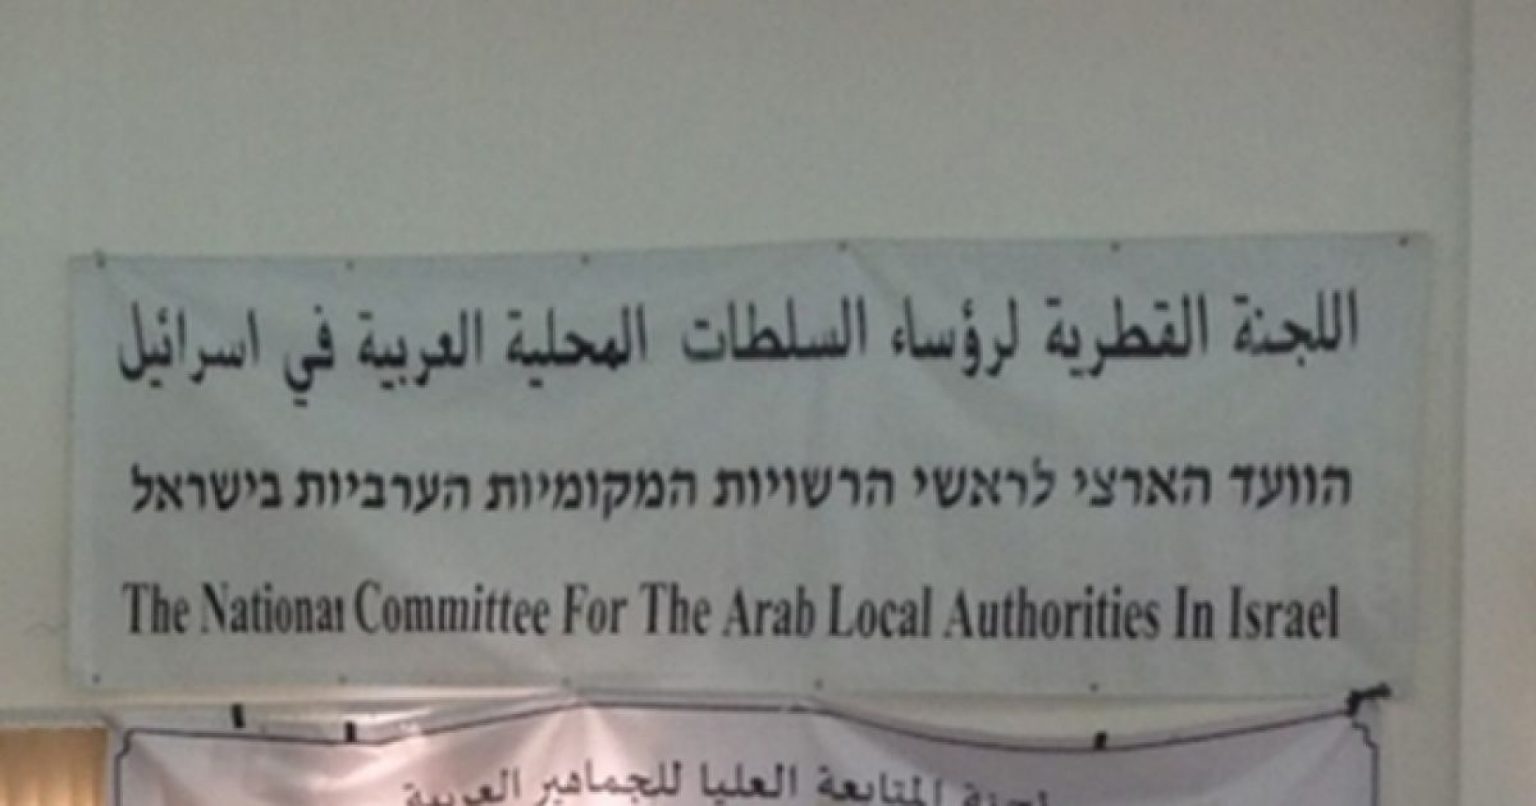 اللجنة القطرية لرؤساء السلطات المحلية العربية في اسرائيل
הוועד הארצי לראשי הרשויות המקומיות הערביות בישראל
The National Committee For The Arab Local Authorities In Israel
لجنة المتابعة العليا للجماهير العربية